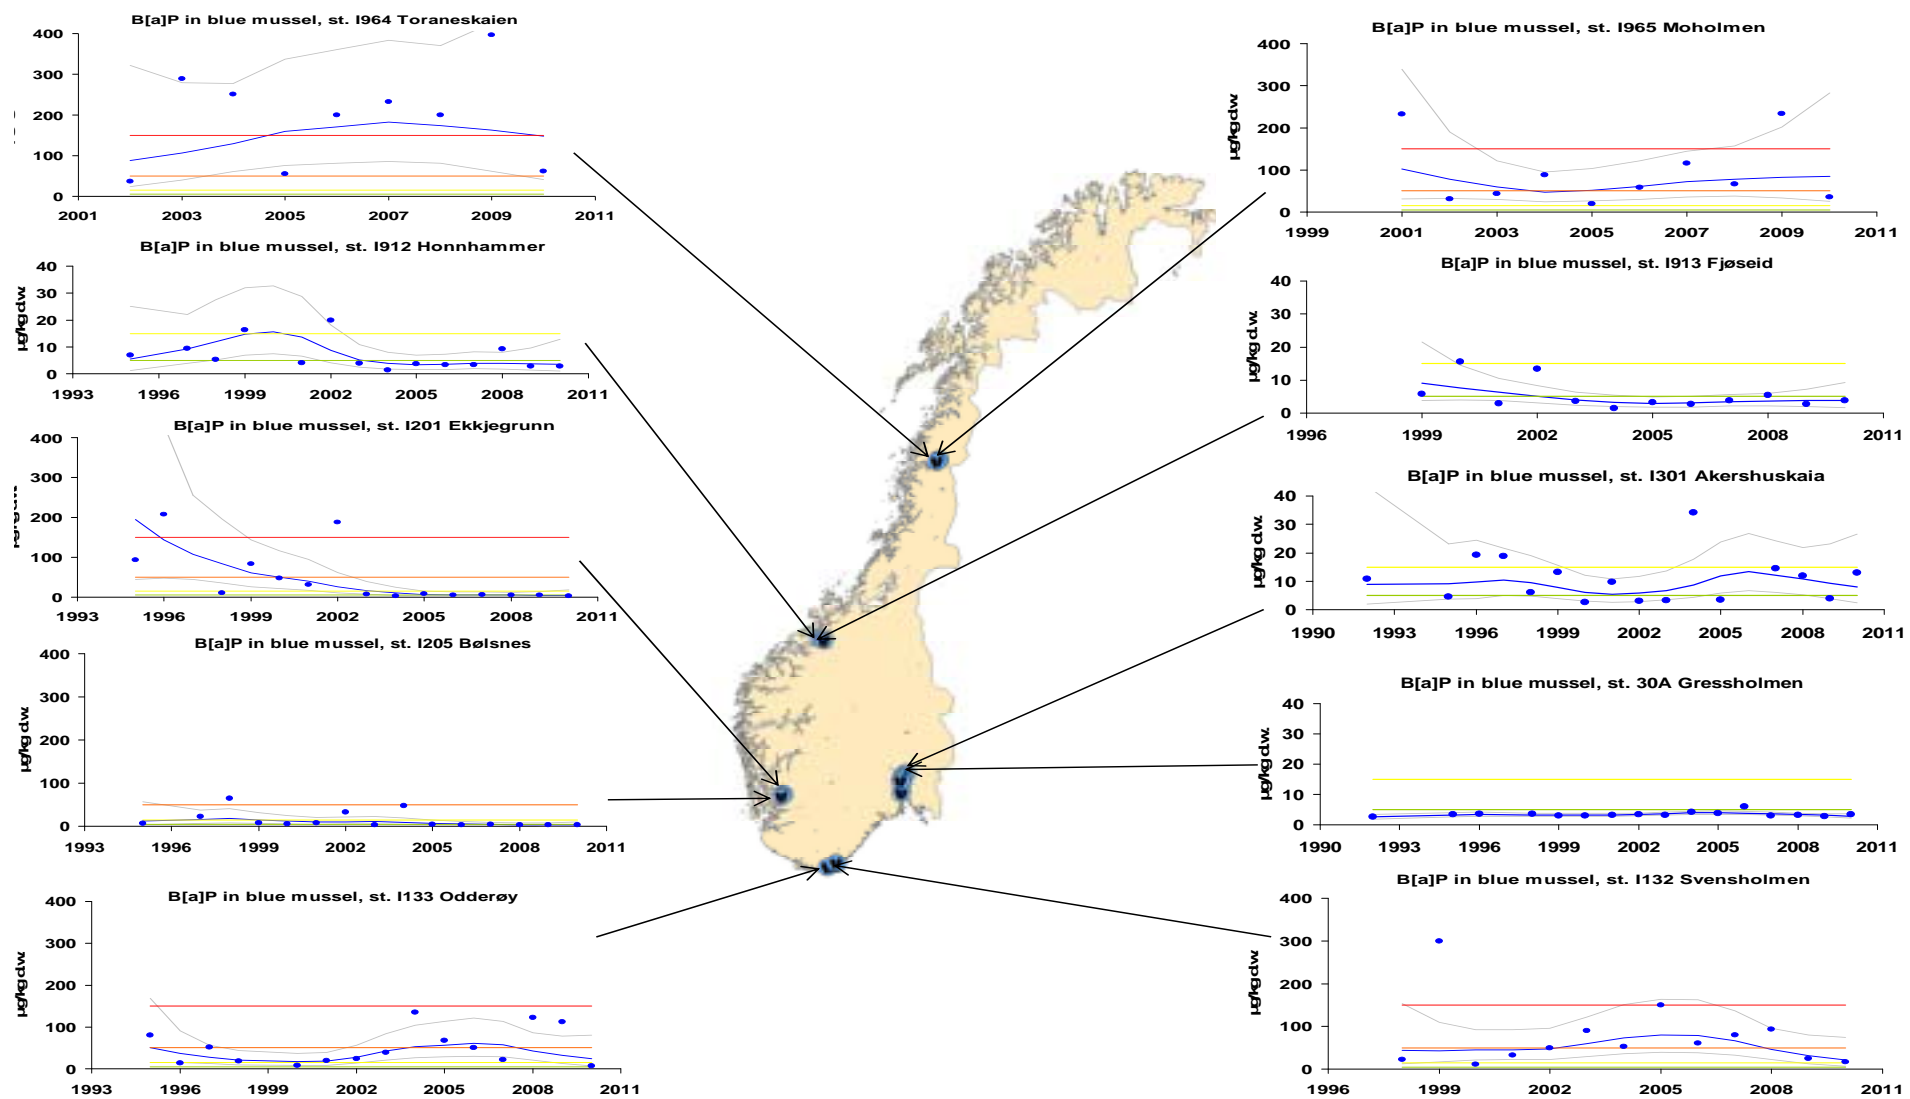 B[a]P in blue mussel, st. I964 Toraneskaien
400
300
200
100
0
2001 2003 2005 2007 2009 2011
B[a]P in blue mussel, st. I912 Honnhammer
µg/kg d.w.
40
30
20
10
0
1993 1996 1999 2002 2005 2008 2011
B[a]P in blue mussel, st. I201 Ekkjegrunn
400
300
200
100
0
1993 1996 1999 2002 2005 2008 2011
B[a]P in blue mussel, st. I205 Bølsnes
µg/kg d.w.
400
300
200
100
0
1993 1996 1999 2002 2005 2008 2011
B[a]P in blue mussel, st. I133 Odderøy
µg/kg d.w.
400
300
200
100
0
1993 1996 1999 2002 2005 2008 2011
B[a]P in blue mussel, st. I965 Moholmen
µg/kg d.w.
400
300
200
100
0
1999 2001 2003 2005 2007 2009 2011
B[a]P in blue mussel, st. I913 Fjøseid
µg/kg d.w.
40
30
20
10
0
1996 1999 2002 2005 2008 2011
B[a]P in blue mussel, st. I301 Akershuskaia
µg/kg d.w.
40
30
20
10
0
1990 1993 1996 1999 2002 2005 2008 2011
B[a]P in blue mussel, st. 30A Gressholmen
µg/kg d.w.
40
30
20
10
0
1990 1993 1996 1999 2002 2005 2008 2011
B[a]P in blue mussel, st. I132 Svensholmen
µg/kg d.w.
400
300
200
100
0
1996 1999 2002 2005 2008 2011